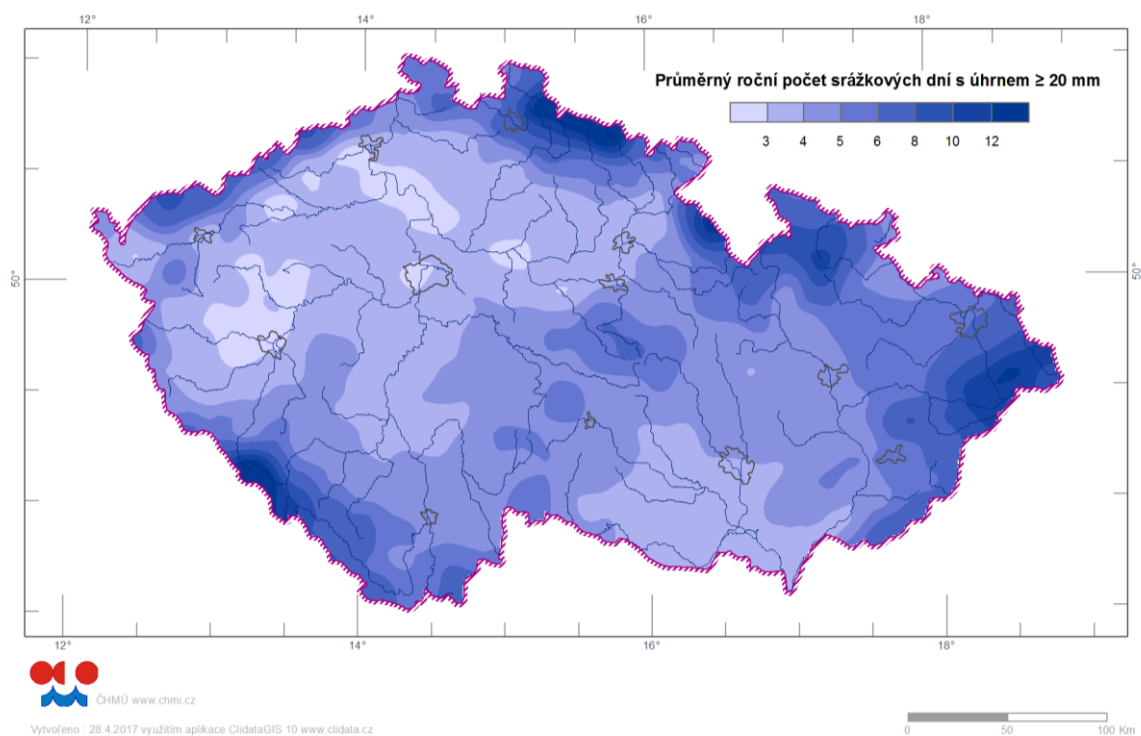 12° 14° 16° 18°
Průměrný roční počet srážkových dní s úhrnem ≥ 20 mm
3 4 5 6 8 10 12
50° 50°
12° 14° 16° 18°
ČHMÚ www.chmi.cz
Vytvořeno : 28.4.2017 využitím aplikace ClidataGIS 10 www.clidata.cz
0 50 100 Km